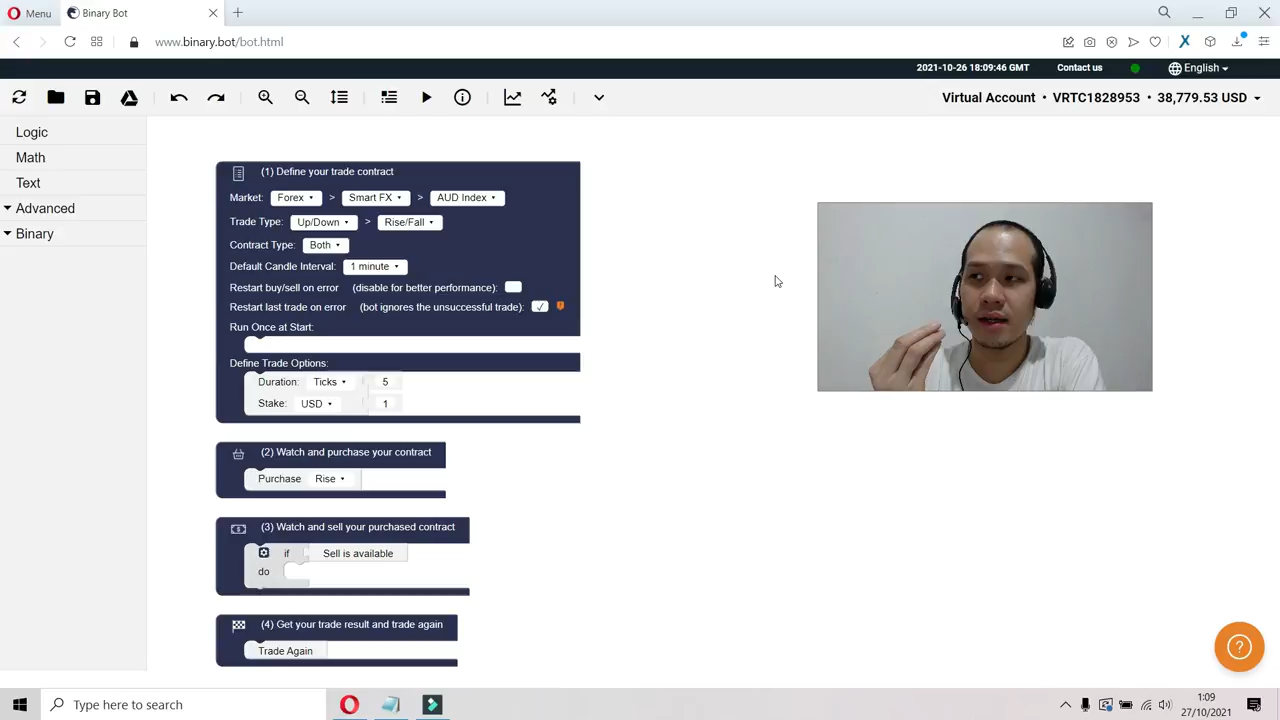 Menu
Binary Bot
www.binary.bot/bot.html
2021-10-26 18:09:46 GMT
Contact us
English
Virtual Account • VRTC1828953 • 38,779.53 USD
Logic
Math
Text
Advanced
Binary
(1) Define your trade contract
Market: Forex > Smart FX > AUD Index
Trade Type: Up/Down > Rise/Fall
Contract Type: Both
Default Candle Interval: 1 minute
Restart buy/sell on error (disable for better performance):
Restart last trade on error (bot ignores the unsuccessful trade):
Run Once at Start:
Define Trade Options:
Duration: Ticks 5
Stake: USD 1
(2) Watch and purchase your contract
Purchase Rise
(3) Watch and sell your purchased contract
if Sell is available
do
(4) Get your trade result and trade again
Trade Again
Type here to search
1:09
27/10/2021